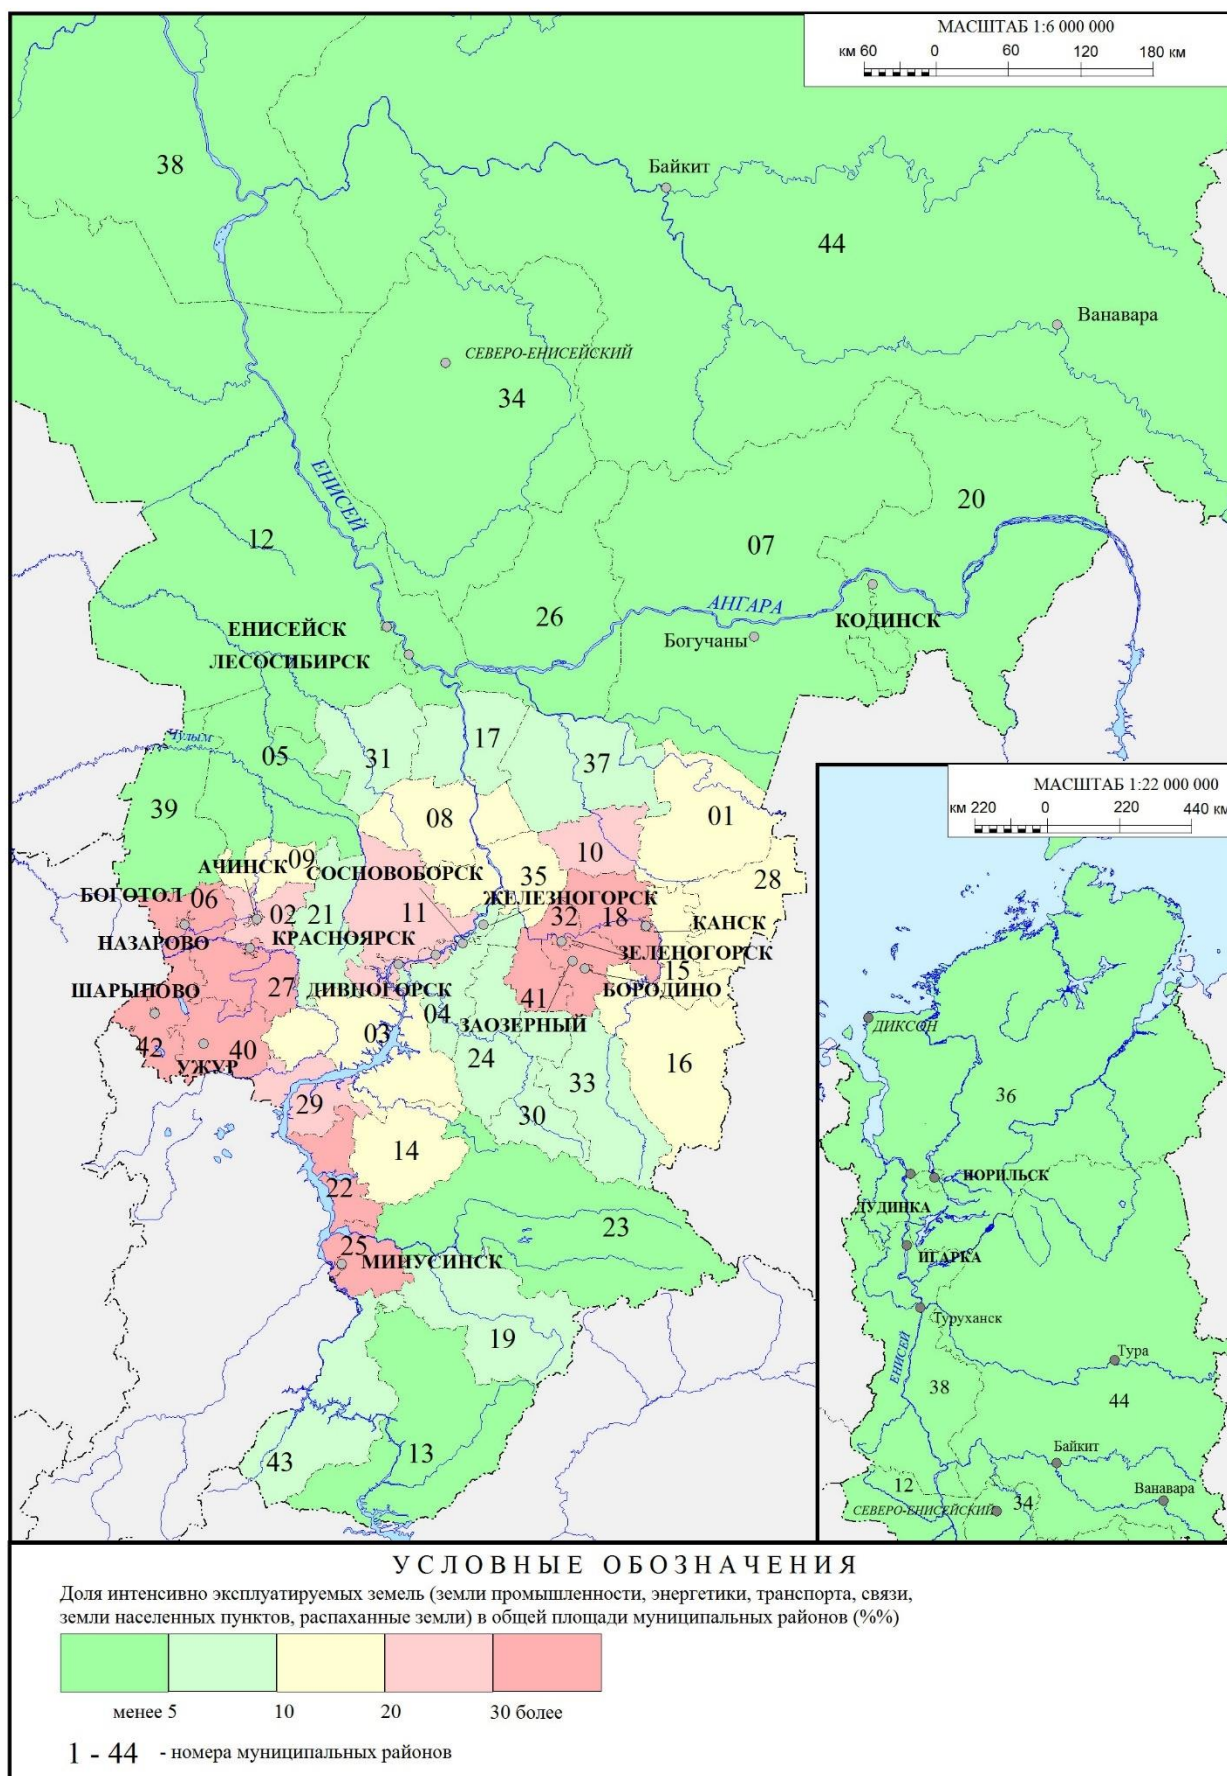 МАСШТАБ 1:6 000 000
км 60 0 60 120 180 км
38
Байкит
44
Ванавара
СЕВЕРО-ЕНИСЕЙСКИЙ
34
ЕНИСЕЙ
20
12
07
АНГАРА
26
КОДИНСК
ЕНИСЕЙСК
Богучаны
ЛЕСОСИБИРСК
Чулым
05
31
17
37
39
08
01
09
10
АЧИНСК
СОСНОВОБОРСК
35
28
БОГОТОЛ
06
ЖЕЛЕЗНОГОРСК
02
21
11
32
18
КАНСК
НАЗАРОВО
КРАСНОЯРСК
ЗЕЛЕНОГОРСК
15
ШАРЫПОВО
27
ДИВНОГОРСК
БОРОДИНО
41
04
ЗАОЗЕРНЫЙ
03
42
40
24
16
УЖУР
33
29
30
14
22
23
25
МИНУСИНСК
19
13
43
МАСШТАБ 1:22 000 000
км 220 0 220 440 км
ДИКСОН
36
НОРИЛЬСК
ДУДИНКА
ИГАРКА
Туруханск
Тура
ЕНИСЕЙ
38
44
Байкит
12
Ванавара
34
СЕВЕРО-ЕНИСЕЙСКИЙ
УСЛОВНЫЕ ОБОЗНАЧЕНИЯ
Доля интенсивно эксплуатируемых земель (земли промышленности, энергетики, транспорта, связи,
земли населенных пунктов, распаханные земли) в общей площади муниципальных районов (%%)
менее 5 10 20 30 более
1 - 44 - номера муниципальных районов